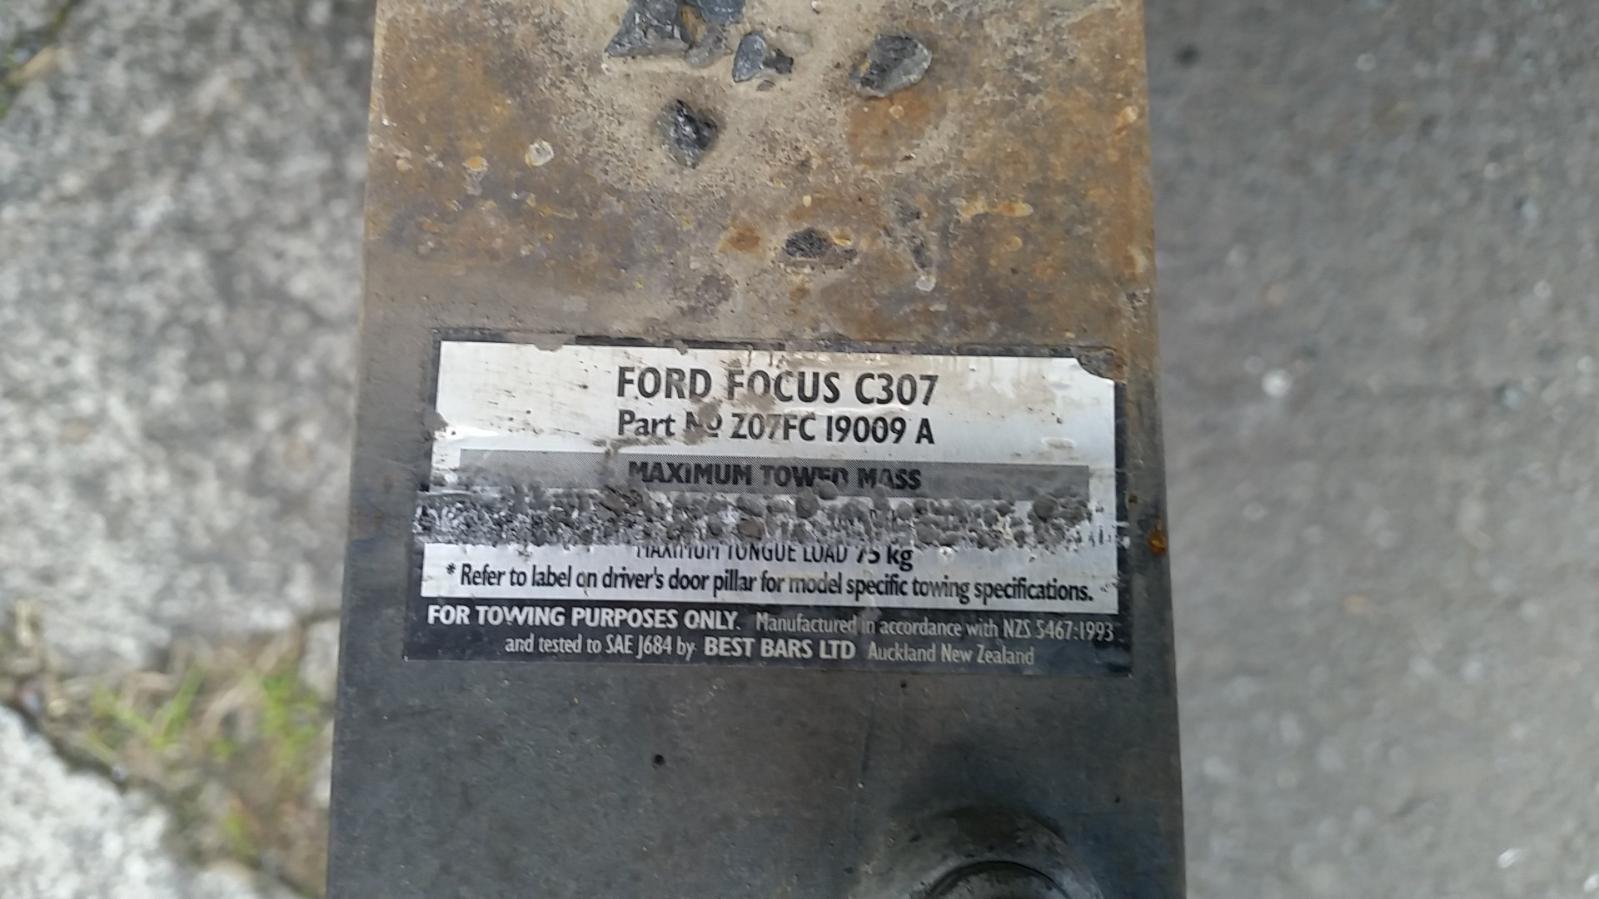 FORD FOCUS C307
Part No Z07FC 19009 A
MAXIMUM TOWED MASS
MAXIMUM TONGUE LOAD 75 kg
* Refer to label on driver's door pillar for model specific towing specifications.
FOR TOWING PURPOSES ONLY. Manufactured in accordance with NZS 5467:1993
and tested to SAE J684 by BEST BARS LTD Auckland New Zealand